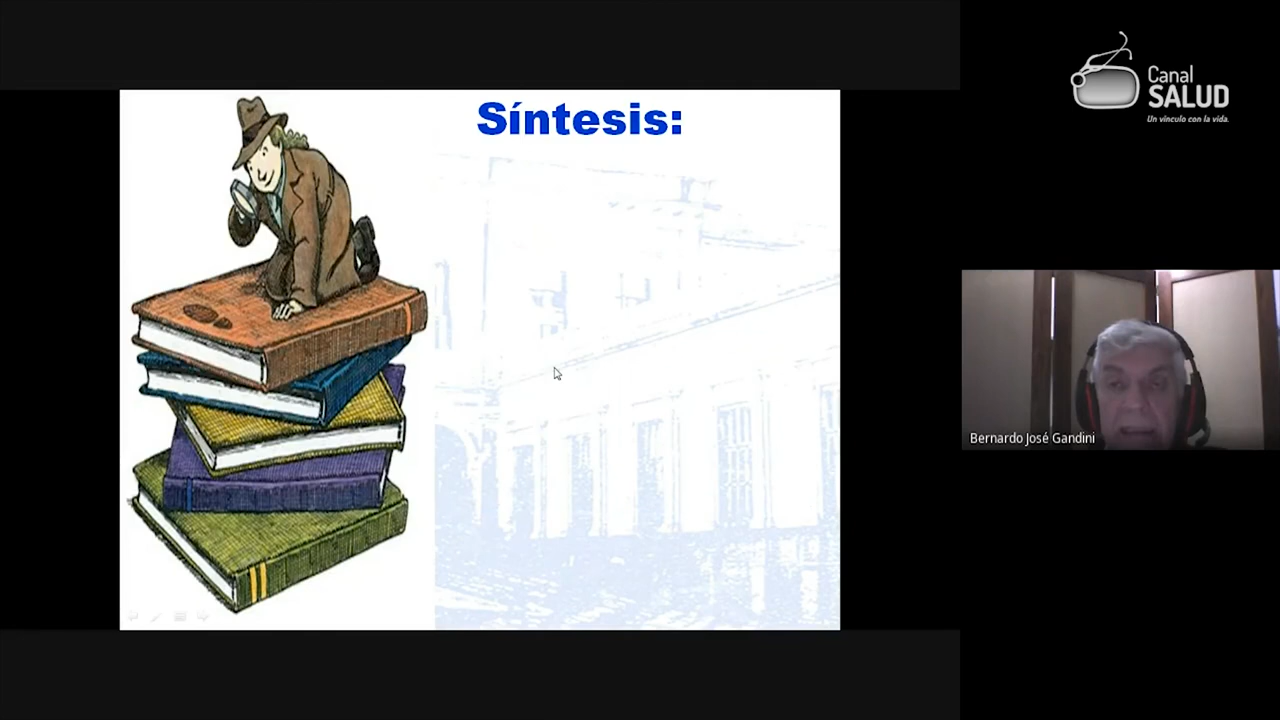 Síntesis:
Canal
SALUD
Un vínculo con la vida.
Bernardo José Gandini